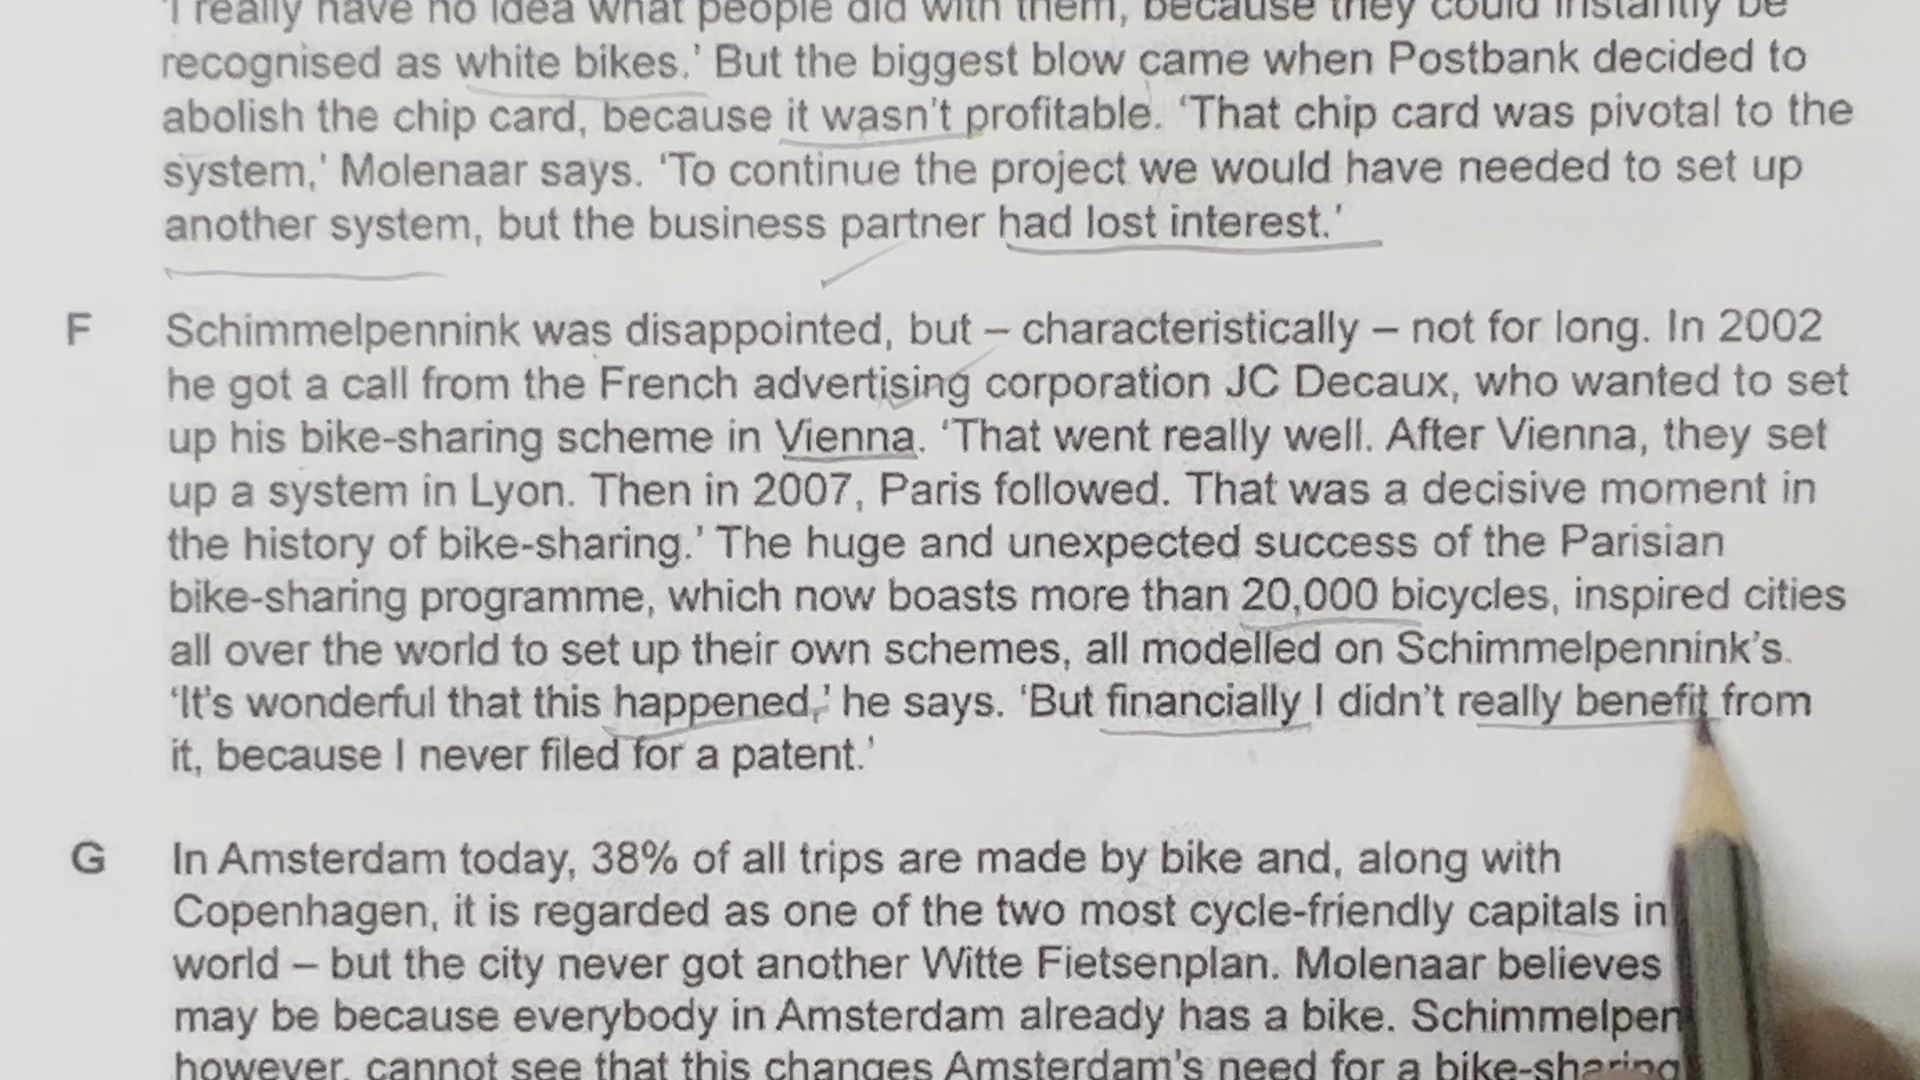 'I really have no idea what people did with them, because they could instantly be
recognised as white bikes.' But the biggest blow came when Postbank decided to
abolish the chip card, because it wasn't profitable. 'That chip card was pivotal to the
system,' Molenaar says. 'To continue the project we would have needed to set up
another system, but the business partner had lost interest.'
F Schimmelpennink was disappointed, but – characteristically – not for long. In 2002
he got a call from the French advertising corporation JC Decaux, who wanted to set
up his bike-sharing scheme in Vienna. 'That went really well. After Vienna, they set
up a system in Lyon. Then in 2007, Paris followed. That was a decisive moment in
the history of bike-sharing.' The huge and unexpected success of the Parisian
bike-sharing programme, which now boasts more than 20,000 bicycles, inspired cities
all over the world to set up their own schemes, all modelled on Schimmelpennink's.
'It's wonderful that this happened,' he says. 'But financially I didn't really benefit from
it, because I never filed for a patent.'
G In Amsterdam today, 38% of all trips are made by bike and, along with
Copenhagen, it is regarded as one of the two most cycle-friendly capitals in
world – but the city never got another Witte Fietsenplan. Molenaar believes
may be because everybody in Amsterdam already has a bike. Schimmelpen
however, cannot see that this changes Amsterdam's need for a bike-sharing